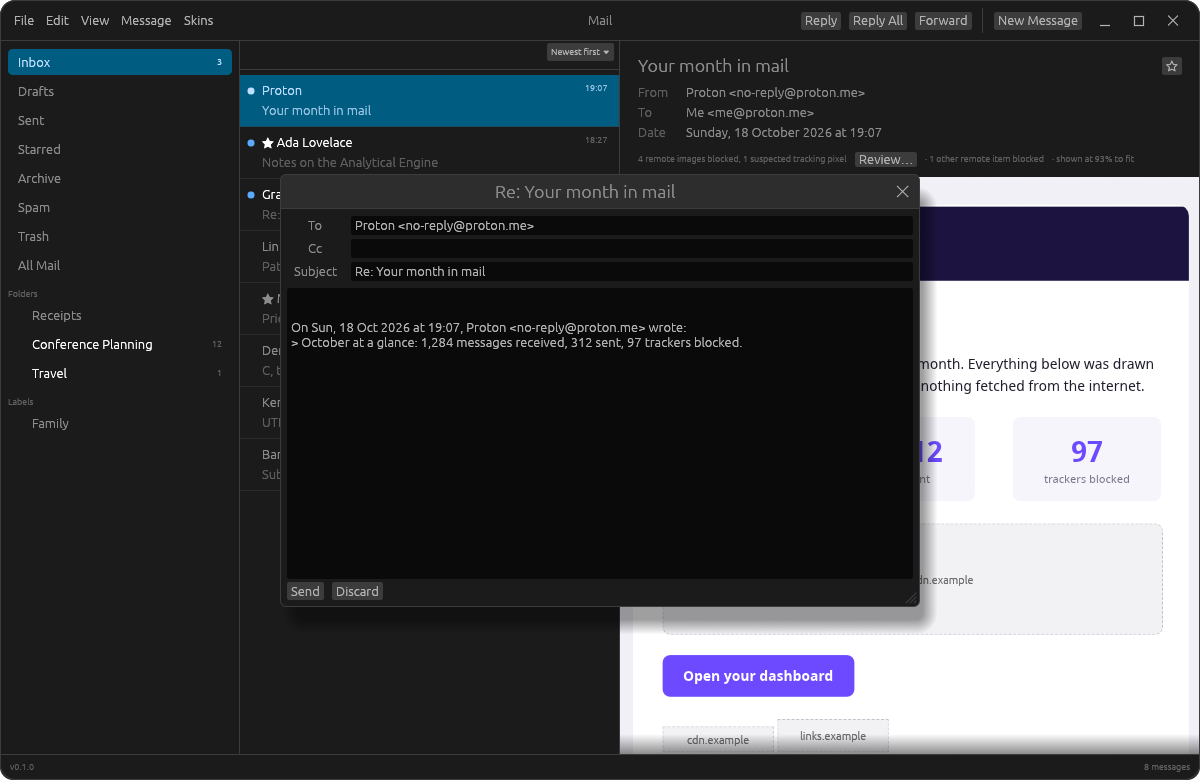 File Edit View Message Skins
Mail
Reply Reply All Forward New Message
Inbox 3
Drafts
Sent
Starred
Archive
Spam
Trash
All Mail
Folders
Receipts
Conference Planning 12
Travel 1
Labels
Family
Newest first
Proton 19:07
Your month in mail
Ada Lovelace 18:27
Notes on the Analytical Engine
Re:
Lin
Ker
Your month in mail
From Proton <no-reply@proton.me>
To Me <me@proton.me>
Date Sunday, 18 October 2026 at 19:07
4 remote images blocked, 1 suspected tracking pixel Review… · 1 other remote item blocked · shown at 93% to fit
Re: Your month in mail
To Proton <no-reply@proton.me>
Cc
Subject Re: Your month in mail
On Sun, 18 Oct 2026 at 19:07, Proton <no-reply@proton.me> wrote:
> October at a glance: 1,284 messages received, 312 sent, 97 trackers blocked.
Send Discard
month. Everything below was drawn
nothing fetched from the internet.
97
trackers blocked
Open your dashboard
cdn.example
links.example
v0.1.0
8 messages